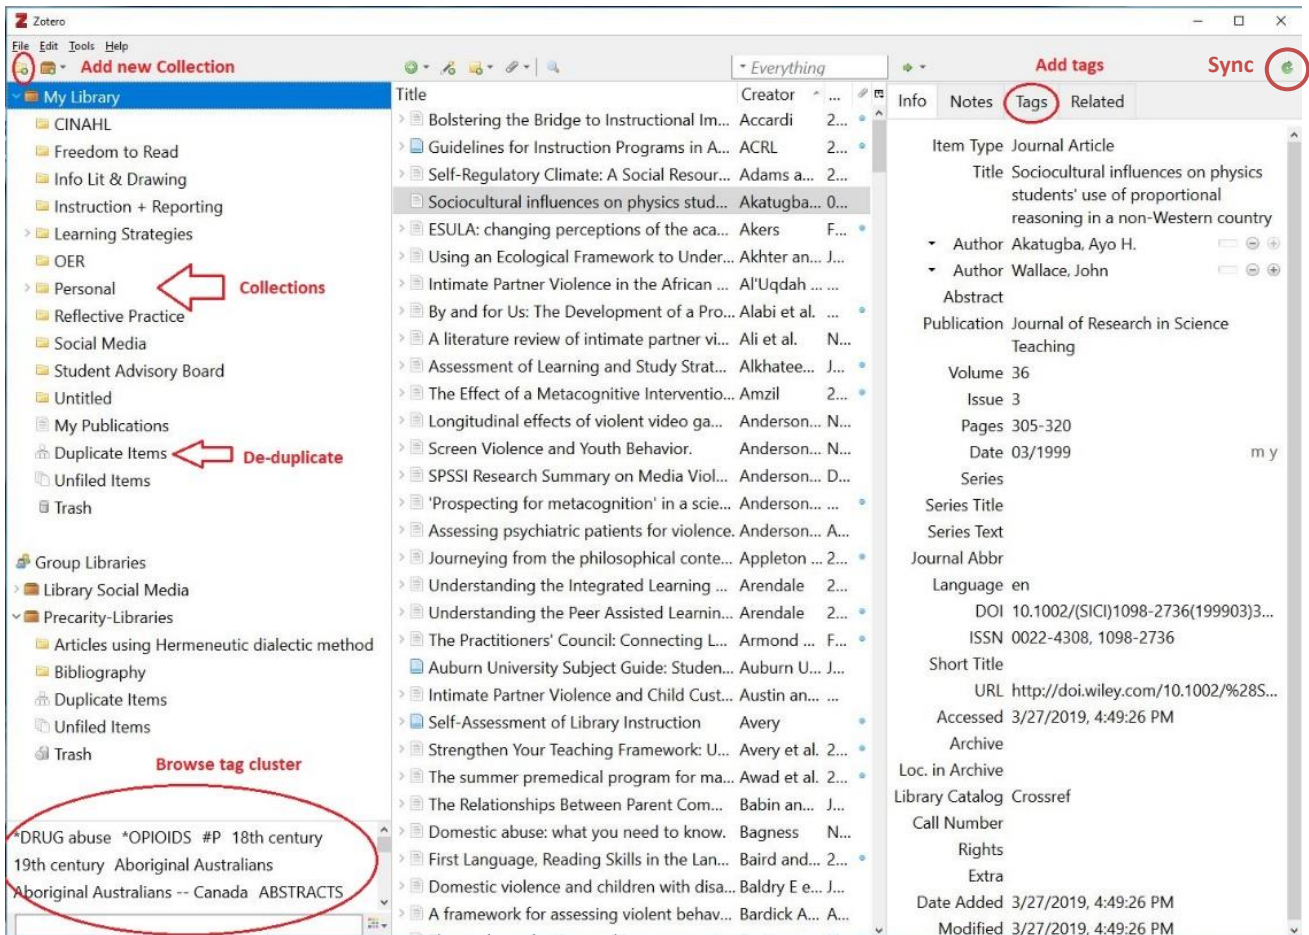 Zotero
File Edit Tools Help
Add new Collection
Everything
Add tags
Sync
My Library
CINAHL
Freedom to Read
Info Lit & Drawing
Instruction + Reporting
Learning Strategies
OER
Personal
Collections
Reflective Practice
Social Media
Student Advisory Board
Untitled
My Publications
Duplicate Items
De-duplicate
Unfiled Items
Trash
Group Libraries
Library Social Media
Precarity-Libraries
Articles using Hermeneutic dialectic method
Bibliography
Duplicate Items
Unfiled Items
Trash
Browse tag cluster
*DRUG abuse *OPIOIDS #P 18th century
19th century Aboriginal Australians
Aboriginal Australians -- Canada ABSTRACTS
Title Creator ...
Bolstering the Bridge to Instructional Im... Accardi 2...
Guidelines for Instruction Programs in A... ACRL 2...
Self-Regulatory Climate: A Social Resour... Adams a... 2...
Sociocultural influences on physics stud... Akatugba... 0...
ESULA: changing perceptions of the aca... Akers F...
Using an Ecological Framework to Under... Akhter an... J...
Intimate Partner Violence in the African ... Al'Uqdah ... ...
By and for Us: The Development of a Pro... Alabi et al. ...
A literature review of intimate partner vi... Ali et al. N...
Assessment of Learning and Study Strat... Alkhatee... J...
The Effect of a Metacognitive Interventio... Amzil 2...
Longitudinal effects of violent video ga... Anderson... N...
Screen Violence and Youth Behavior. Anderson... N...
SPSSI Research Summary on Media Viol... Anderson... D...
'Prospecting for metacognition' in a scie... Anderson... ...
Assessing psychiatric patients for violence. Anderson... A...
Journeying from the philosophical conte... Appleton ... 2...
Understanding the Integrated Learning ... Arendale 2...
Understanding the Peer Assisted Learnin... Arendale 2...
The Practitioners' Council: Connecting L... Armond ... F...
Auburn University Subject Guide: Studen... Auburn U... J...
Intimate Partner Violence and Child Cust... Austin an... ...
Self-Assessment of Library Instruction Avery
Strengthen Your Teaching Framework: U... Avery et al. 2...
The summer premedical program for ma... Awad et al. 2...
The Relationships Between Parent Com... Babin an... J...
Domestic abuse: what you need to know. Bagness N...
First Language, Reading Skills in the Lan... Baird and... 2...
Domestic violence and children with disa... Baldry E e... J...
A framework for assessing violent behav... Bardick A... A...
Info Notes Tags Related
Item Type Journal Article
Title Sociocultural influences on physics
students' use of proportional
reasoning in a non-Western country
Author Akatugba, Ayo H.
Author Wallace, John
Abstract
Publication Journal of Research in Science
Teaching
Volume 36
Issue 3
Pages 305-320
Date 03/1999 m y
Series
Series Title
Series Text
Journal Abbr
Language en
DOI 10.1002/(SICI)1098-2736(199903)3...
ISSN 0022-4308, 1098-2736
Short Title
URL http://doi.wiley.com/10.1002/%28S...
Accessed 3/27/2019, 4:49:26 PM
Archive
Loc. in Archive
Library Catalog Crossref
Call Number
Rights
Extra
Date Added 3/27/2019, 4:49:26 PM
Modified 3/27/2019, 4:49:26 PM